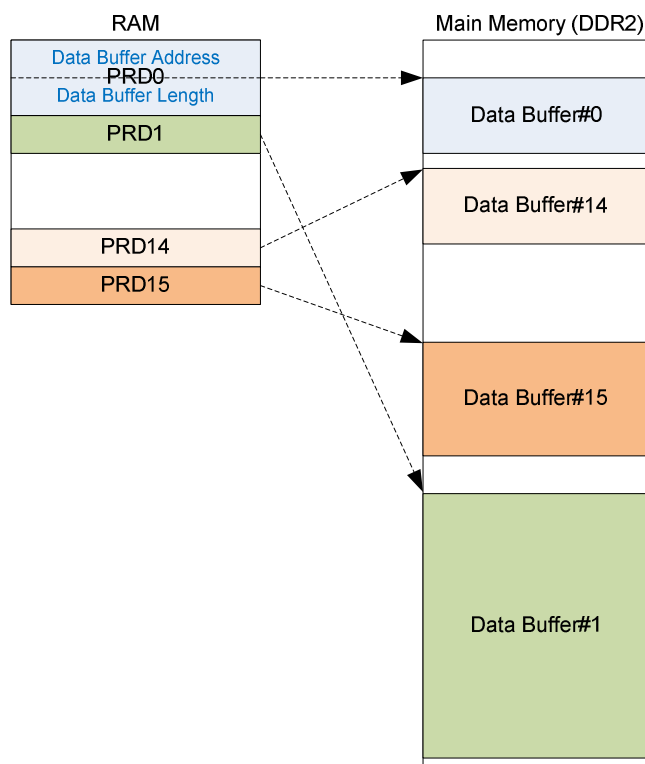 RAM
Main Memory (DDR2)
Data Buffer Address
PRD0
Data Buffer Length
PRD1
PRD14
PRD15
Data Buffer#0
Data Buffer#14
Data Buffer#15
Data Buffer#1